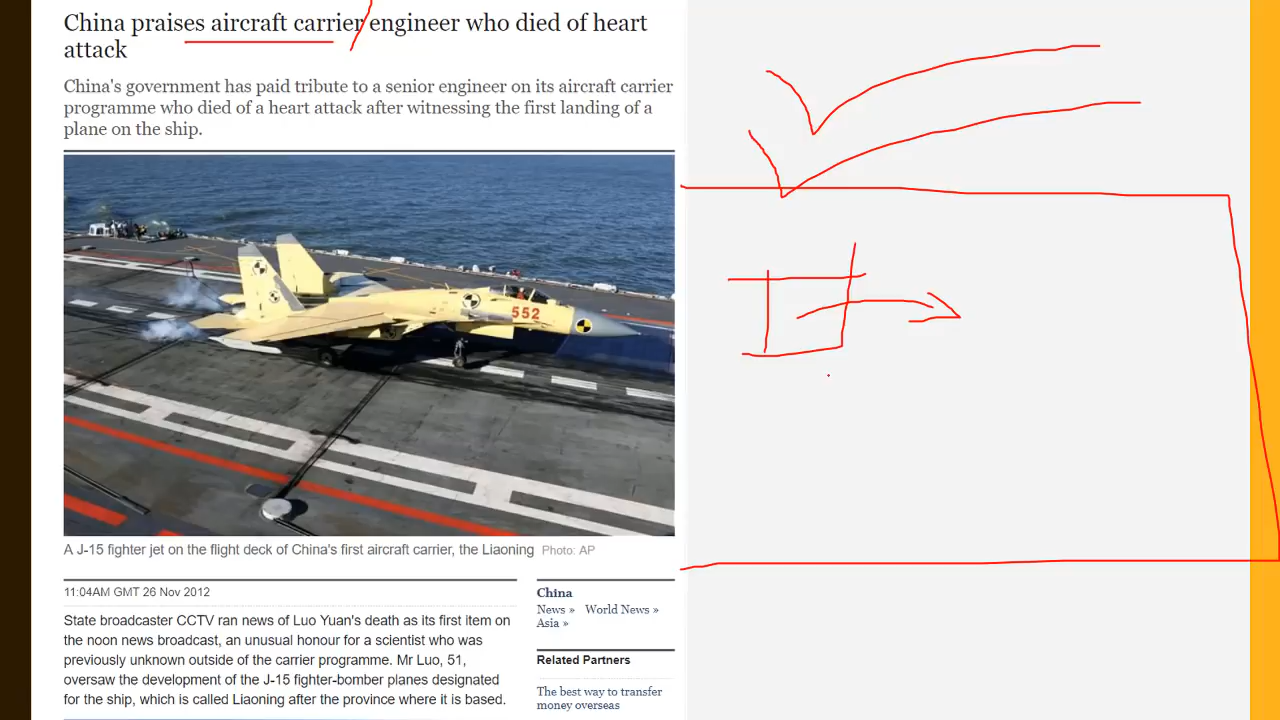 China praises aircraft carrier engineer who died of heart
attack
China's government has paid tribute to a senior engineer on its aircraft carrier
programme who died of a heart attack after witnessing the first landing of a
plane on the ship.
552
A J-15 fighter jet on the flight deck of China's first aircraft carrier, the Liaoning Photo: AP
11:04AM GMT 26 Nov 2012
State broadcaster CCTV ran news of Luo Yuan's death as its first item on
the noon news broadcast, an unusual honour for a scientist who was
previously unknown outside of the carrier programme. Mr Luo, 51,
oversaw the development of the J-15 fighter-bomber planes designated
for the ship, which is called Liaoning after the province where it is based.
China
News » World News »
Asia »
Related Partners
The best way to transfer
money overseas